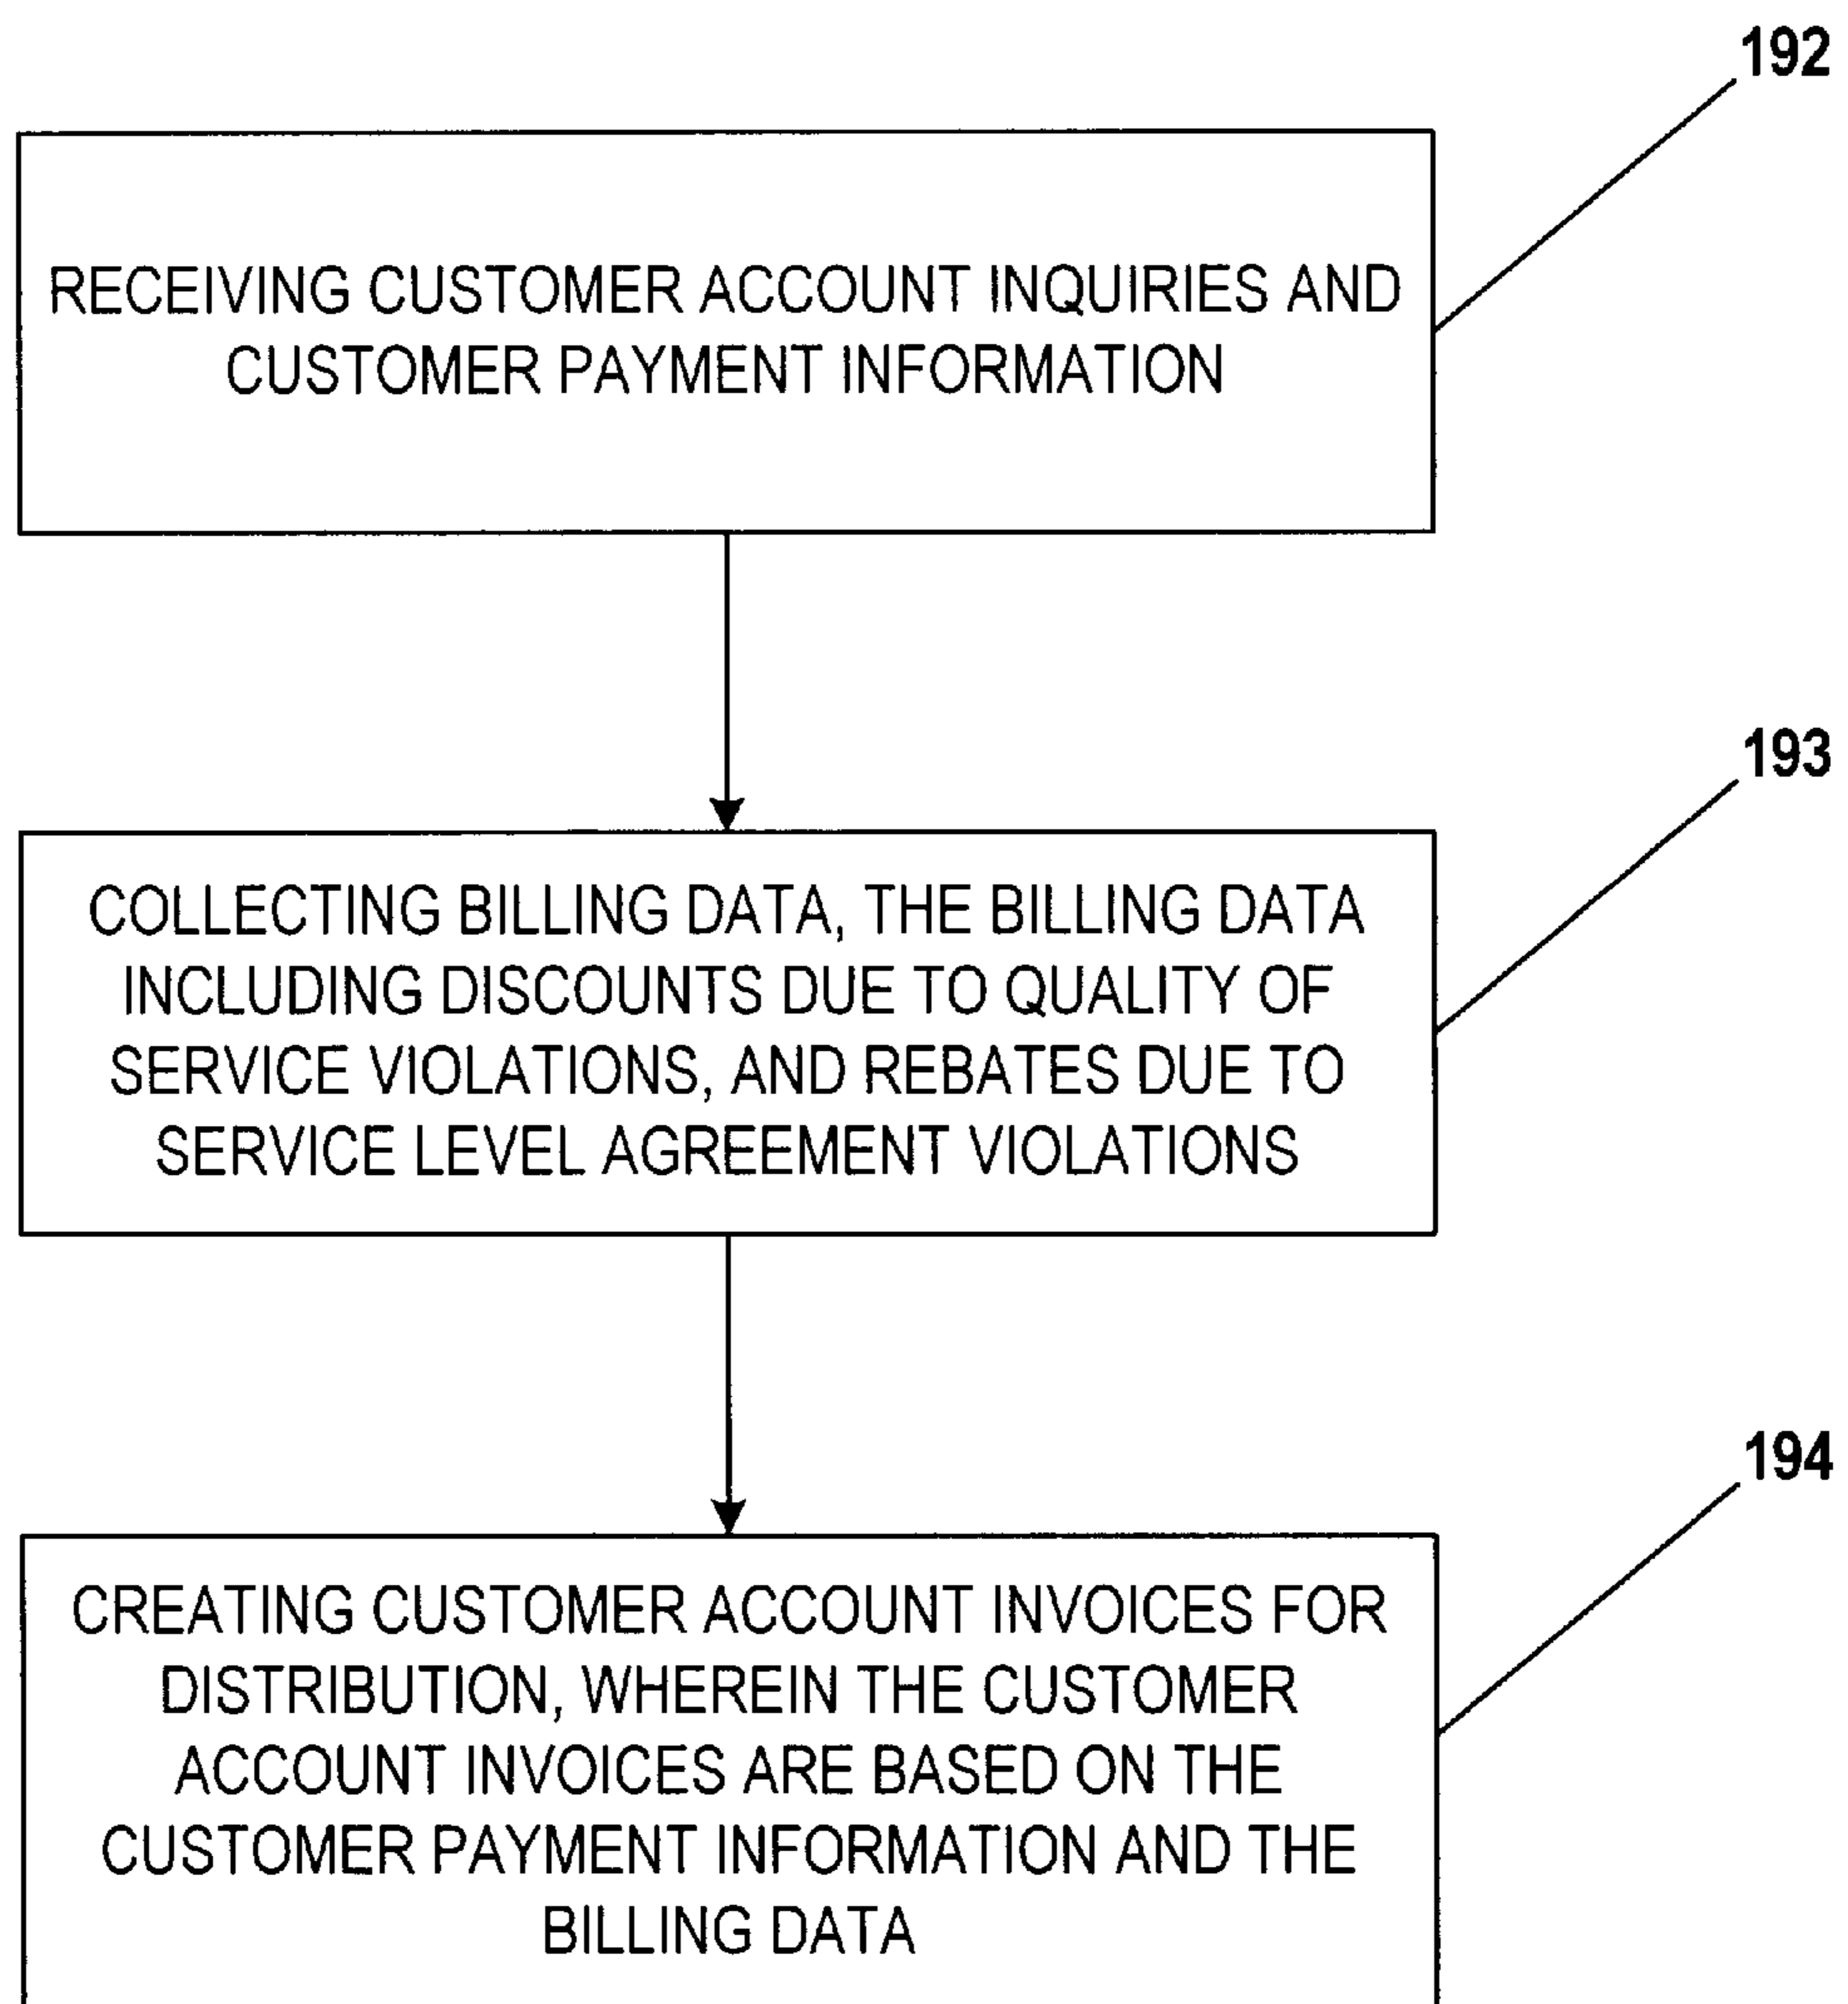 192
RECEIVING CUSTOMER ACCOUNT INQUIRIES AND
CUSTOMER PAYMENT INFORMATION
193
COLLECTING BILLING DATA, THE BILLING DATA
INCLUDING DISCOUNTS DUE TO QUALITY OF
SERVICE VIOLATIONS, AND REBATES DUE TO
SERVICE LEVEL AGREEMENT VIOLATIONS
194
CREATING CUSTOMER ACCOUNT INVOICES FOR
DISTRIBUTION, WHEREIN THE CUSTOMER
ACCOUNT INVOICES ARE BASED ON THE
CUSTOMER PAYMENT INFORMATION AND THE
BILLING DATA